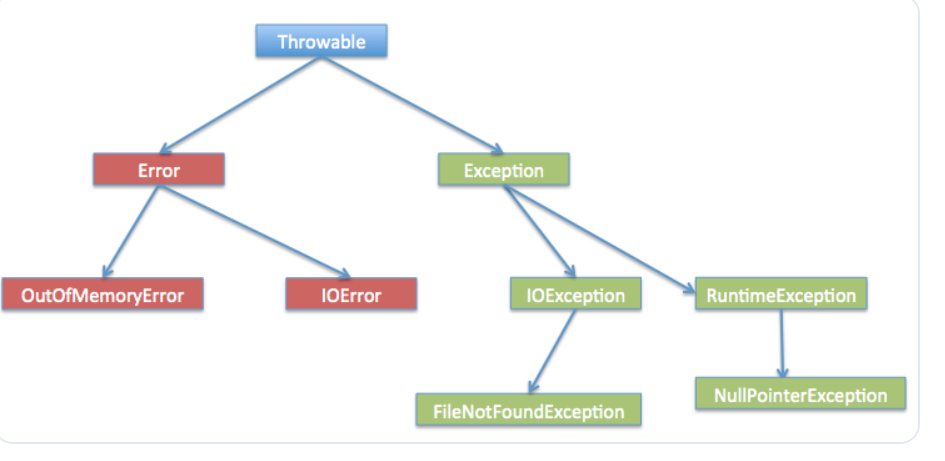 Throwable
Error
Exception
OutOfMemoryError
IOError
IOException
RuntimeException
FileNotFoundException
NullPointerException